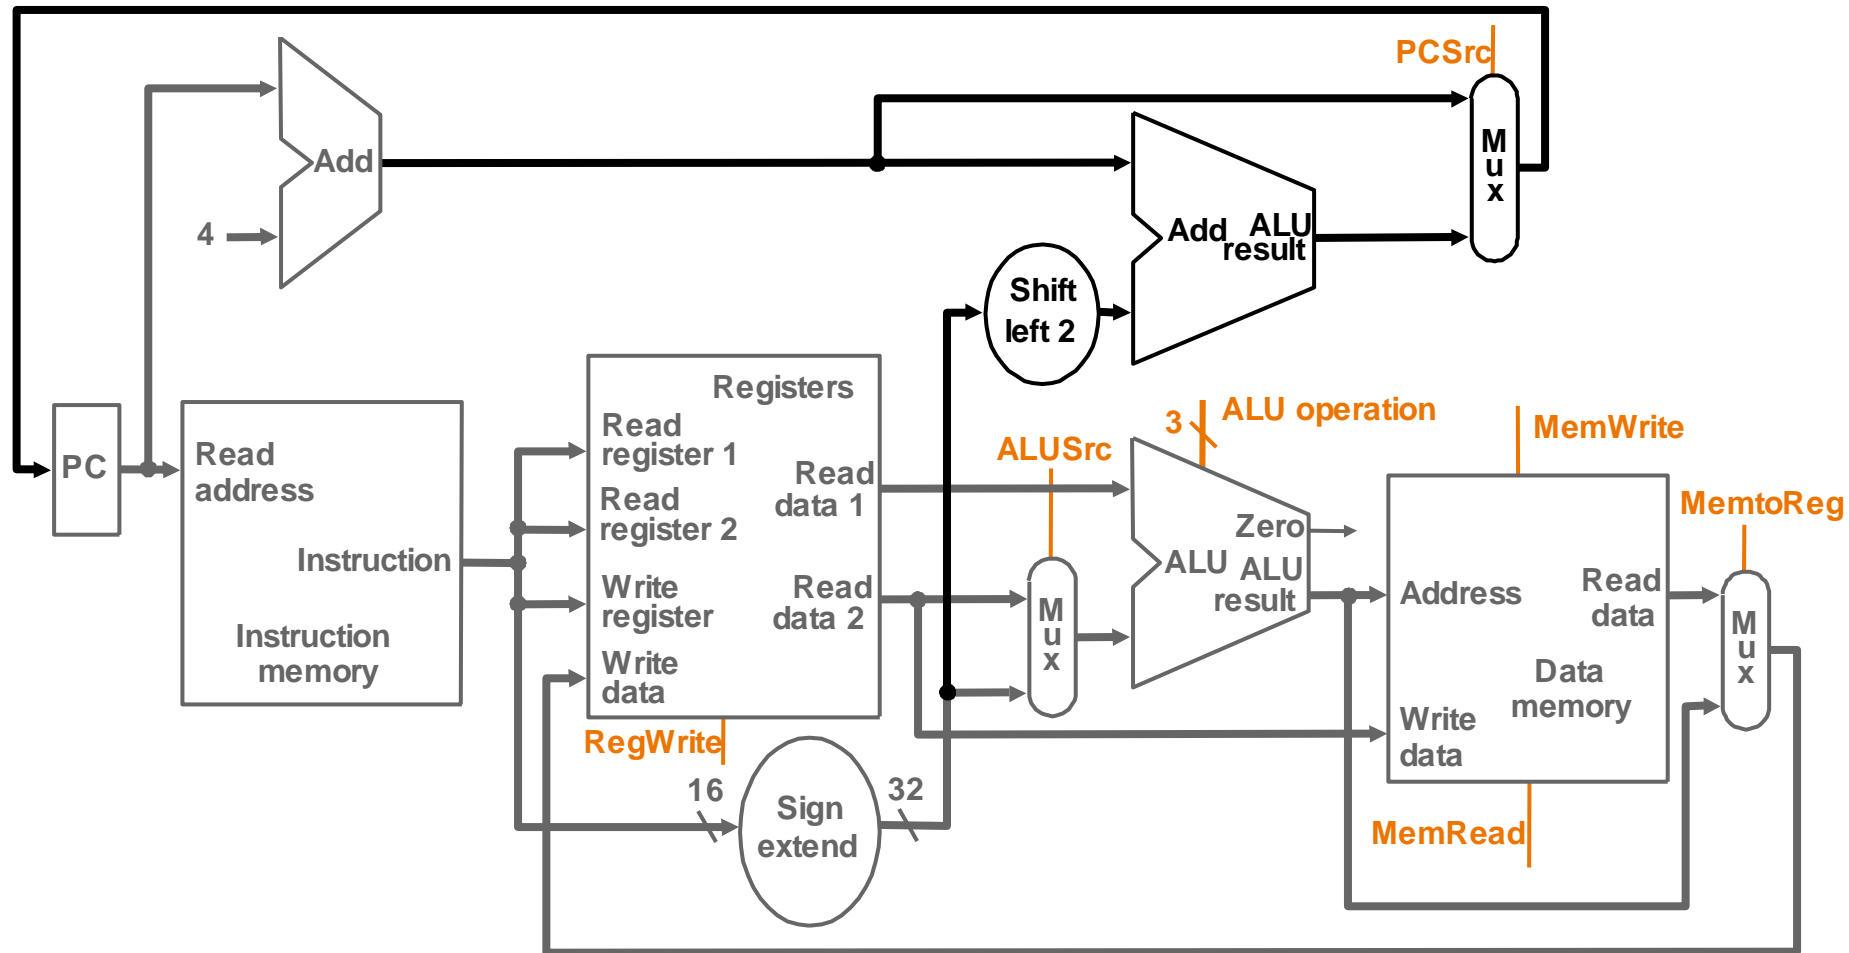 PCSrc
M
u
x
Add
4
Add
ALU
result
Shift
left 2
PC
Read
address
Instruction
Instruction
memory
Registers
Read
register 1
Read
register 2
Write
register
Write
data
Read
data 1
Read
data 2
RegWrite
16
Sign
extend
32
ALUSrc
M
u
x
3
ALU operation
Zero
ALU
ALU
result
MemWrite
Address
Read
data
Data
memory
Write
data
MemRead
MemtoReg
M
u
x